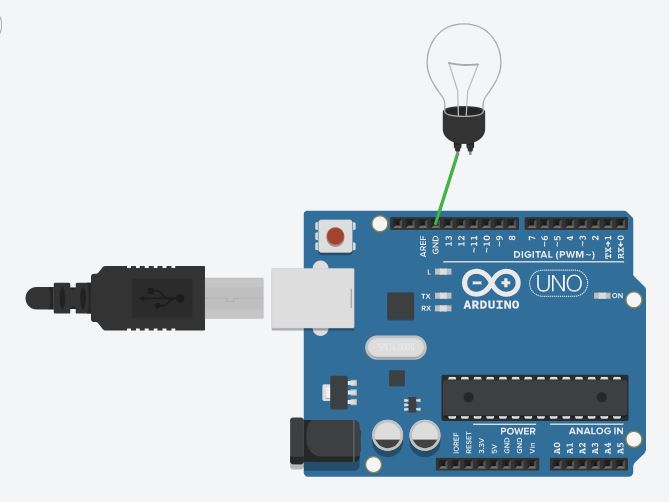 AREF
GND
13
12
~11
~10
~9
8
7
~6
~5
4
~3
2
TX→1
RX←0
DIGITAL (PWM~)
L
TX
RX
ARDUINO
UNO
ON
POWER
ANALOG IN
IOREF
RESET
3.3V
5V
GND
GND
Vin
A0
A1
A2
A3
A4
A5